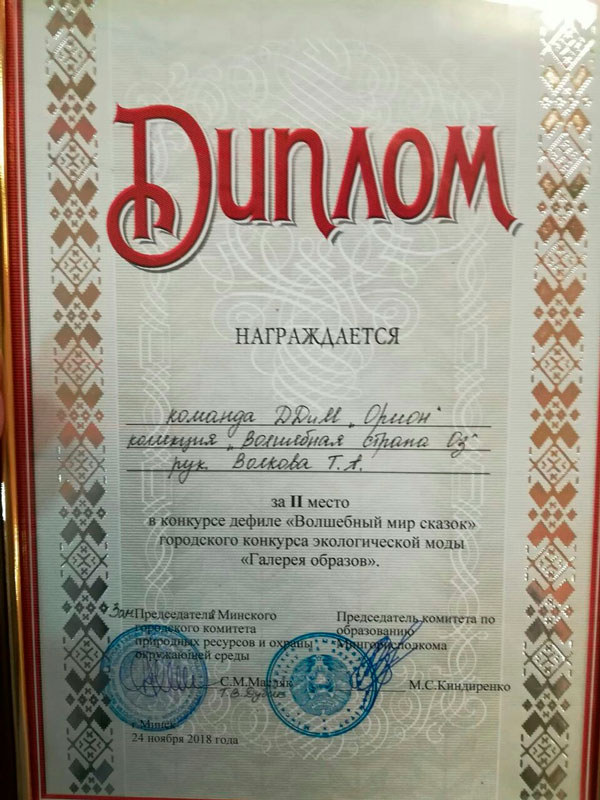 Диплом
НАГРАЖДАЕТСЯ
команда ДДиМ „Орион"
коллекция „Волшебная страна Оз"
рук. Волкова Т.А.
за II место
в конкурсе дефиле «Волшебный мир сказок»
городского конкурса экологической моды
«Галерея образов».
Зам. Председателя Минского
городского комитета
природных ресурсов и охраны
окружающей среды
С.М.Масляк
Председатель комитета по
образованию
Мингорисполкома
М.С.Киндиренко
г.Минск
24 ноября 2018 года